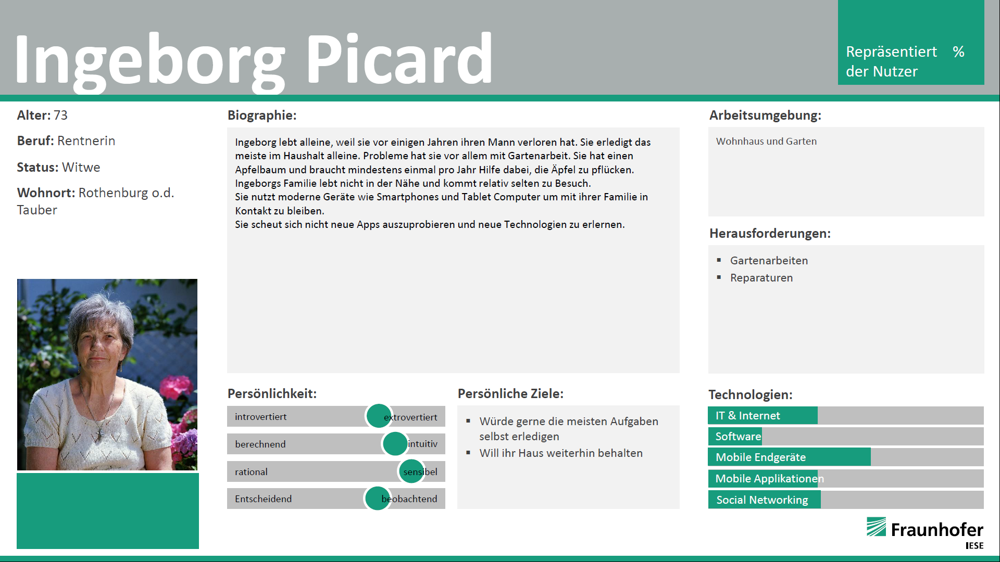 Ingeborg Picard
Repräsentiert %
der Nutzer
Alter: 73
Beruf: Rentnerin
Status: Witwe
Wohnort: Rothenburg o.d.
Tauber
Biographie:
Ingeborg lebt alleine, weil sie vor einigen Jahren ihren Mann verloren hat. Sie erledigt das
meiste im Haushalt alleine. Probleme hat sie vor allem mit Gartenarbeit. Sie hat einen
Apfelbaum und braucht mindestens einmal pro Jahr Hilfe dabei, die Äpfel zu pflücken.
Ingeborgs Familie lebt nicht in der Nähe und kommt relativ selten zu Besuch.
Sie nutzt moderne Geräte wie Smartphones und Tablet Computer um mit ihrer Familie in
Kontakt zu bleiben.
Sie scheut sich nicht neue Apps auszuprobieren und neue Technologien zu erlernen.
Persönlichkeit:
introvertiert extrovertiert
berechnend intuitiv
rational sensibel
Entscheidend beobachtend
Persönliche Ziele:
▪ Würde gerne die meisten Aufgaben
selbst erledigen
▪ Will ihr Haus weiterhin behalten
Arbeitsumgebung:
Wohnhaus und Garten
Herausforderungen:
▪ Gartenarbeiten
▪ Reparaturen
Technologien:
IT & Internet
Software
Mobile Endgeräte
Mobile Applikationen
Social Networking
Fraunhofer
IESE